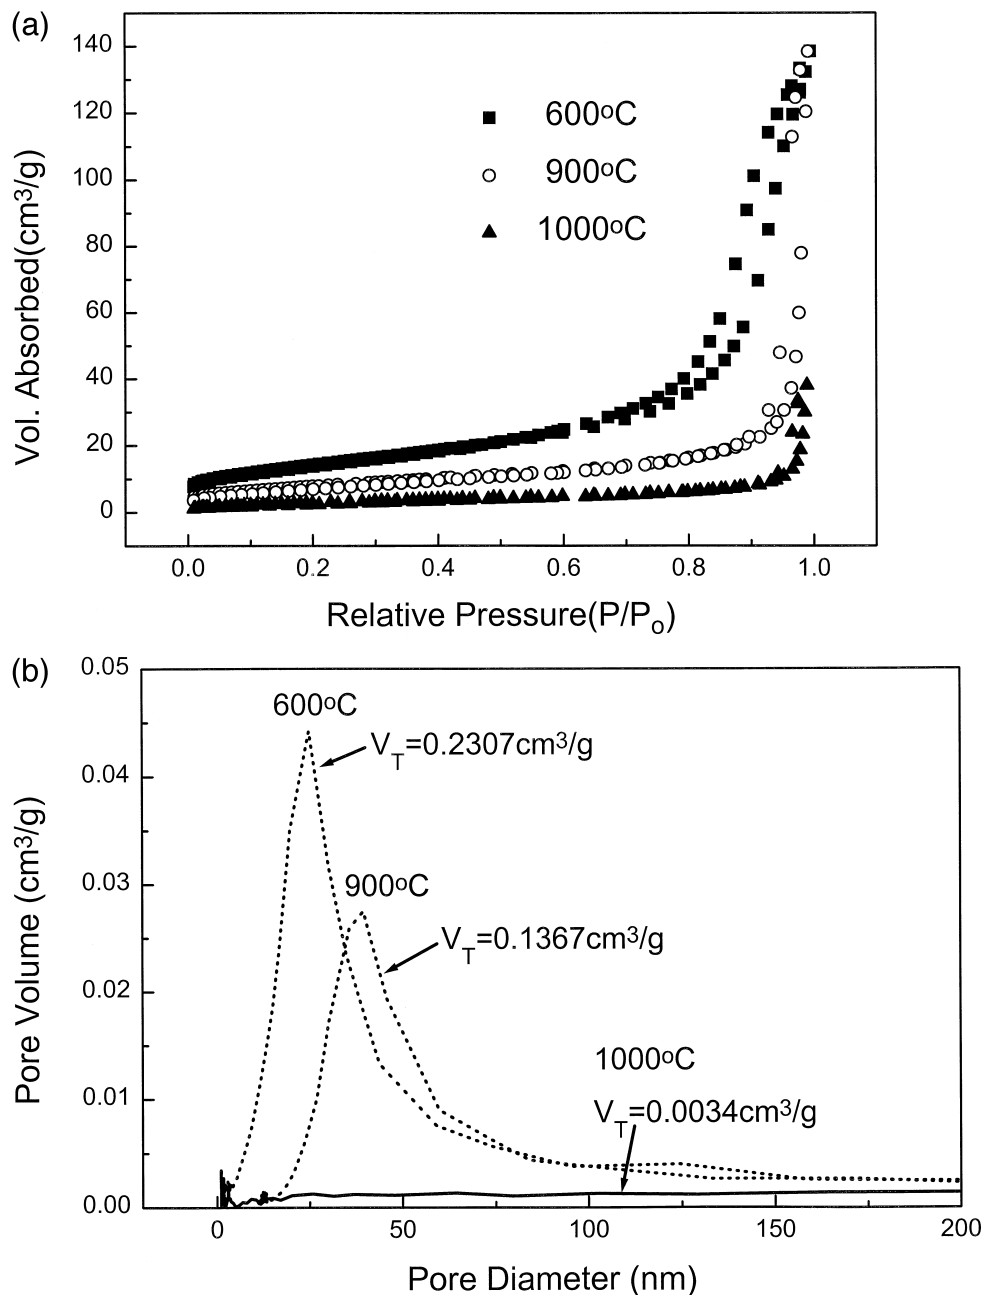 (a)
140
120
100
80
60
40
20
0
Vol. Absorbed(cm³/g)
600ºC
900ºC
1000ºC
0.0 0.2 0.4 0.6 0.8 1.0
Relative Pressure(P/Pₒ)
(b)
0.05
0.04
0.03
0.02
0.01
0.00
Pore Volume (cm³/g)
600ºC
V_T=0.2307cm³/g
900ºC
V_T=0.1367cm³/g
1000ºC
V_T=0.0034cm³/g
0 50 100 150 200
Pore Diameter (nm)